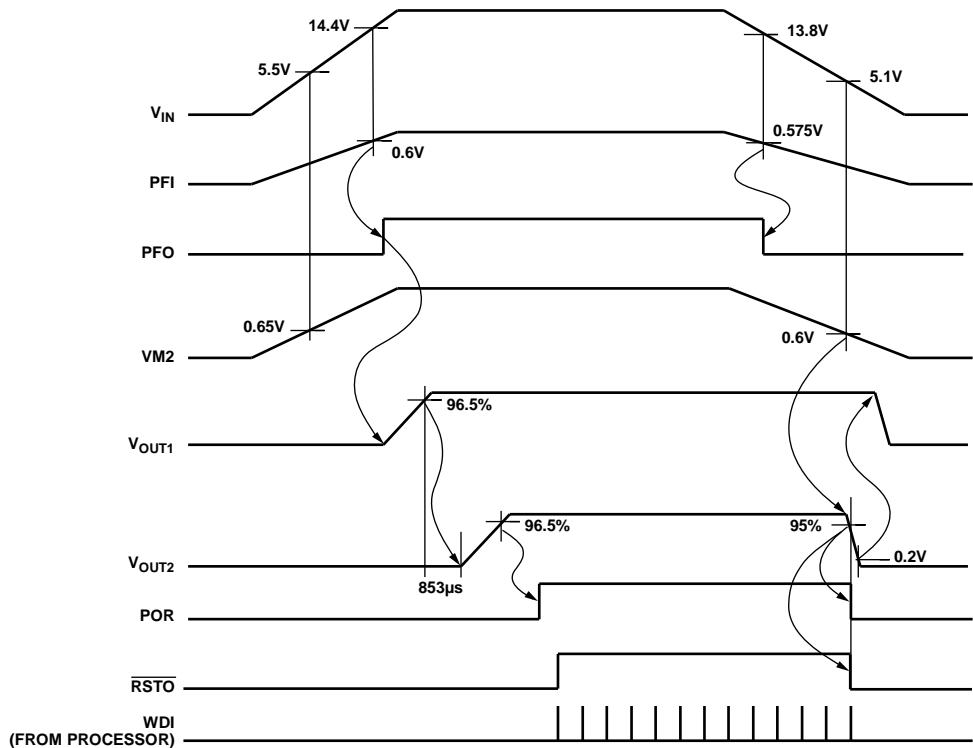 14.4V
13.8V
5.5V
5.1V
VIN
0.6V
0.575V
PFI
PFO
0.65V
0.6V
VM2
96.5%
VOUT1
96.5%
95%
0.2V
VOUT2
853µs
POR
RSTO
WDI
(FROM PROCESSOR)